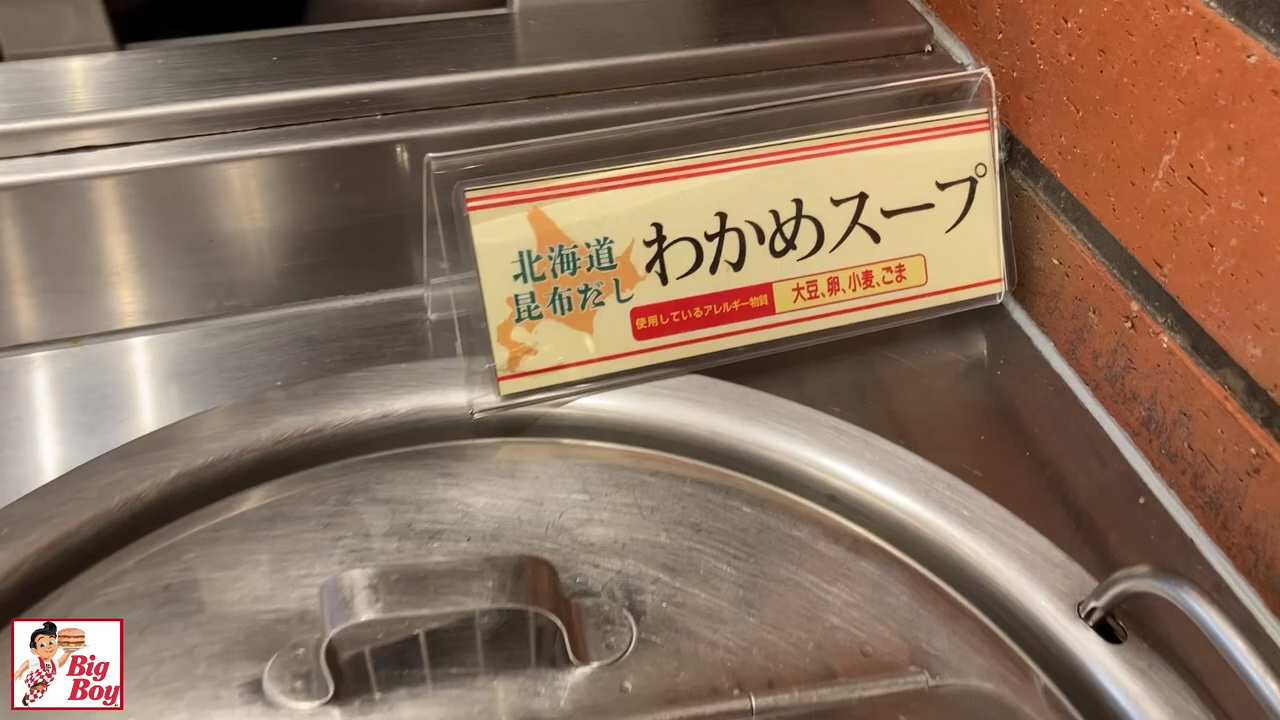 北海道
昆布だし
わかめスープ
使用しているアレルギー物質
大豆、卵、小麦、ごま
Big
Boy